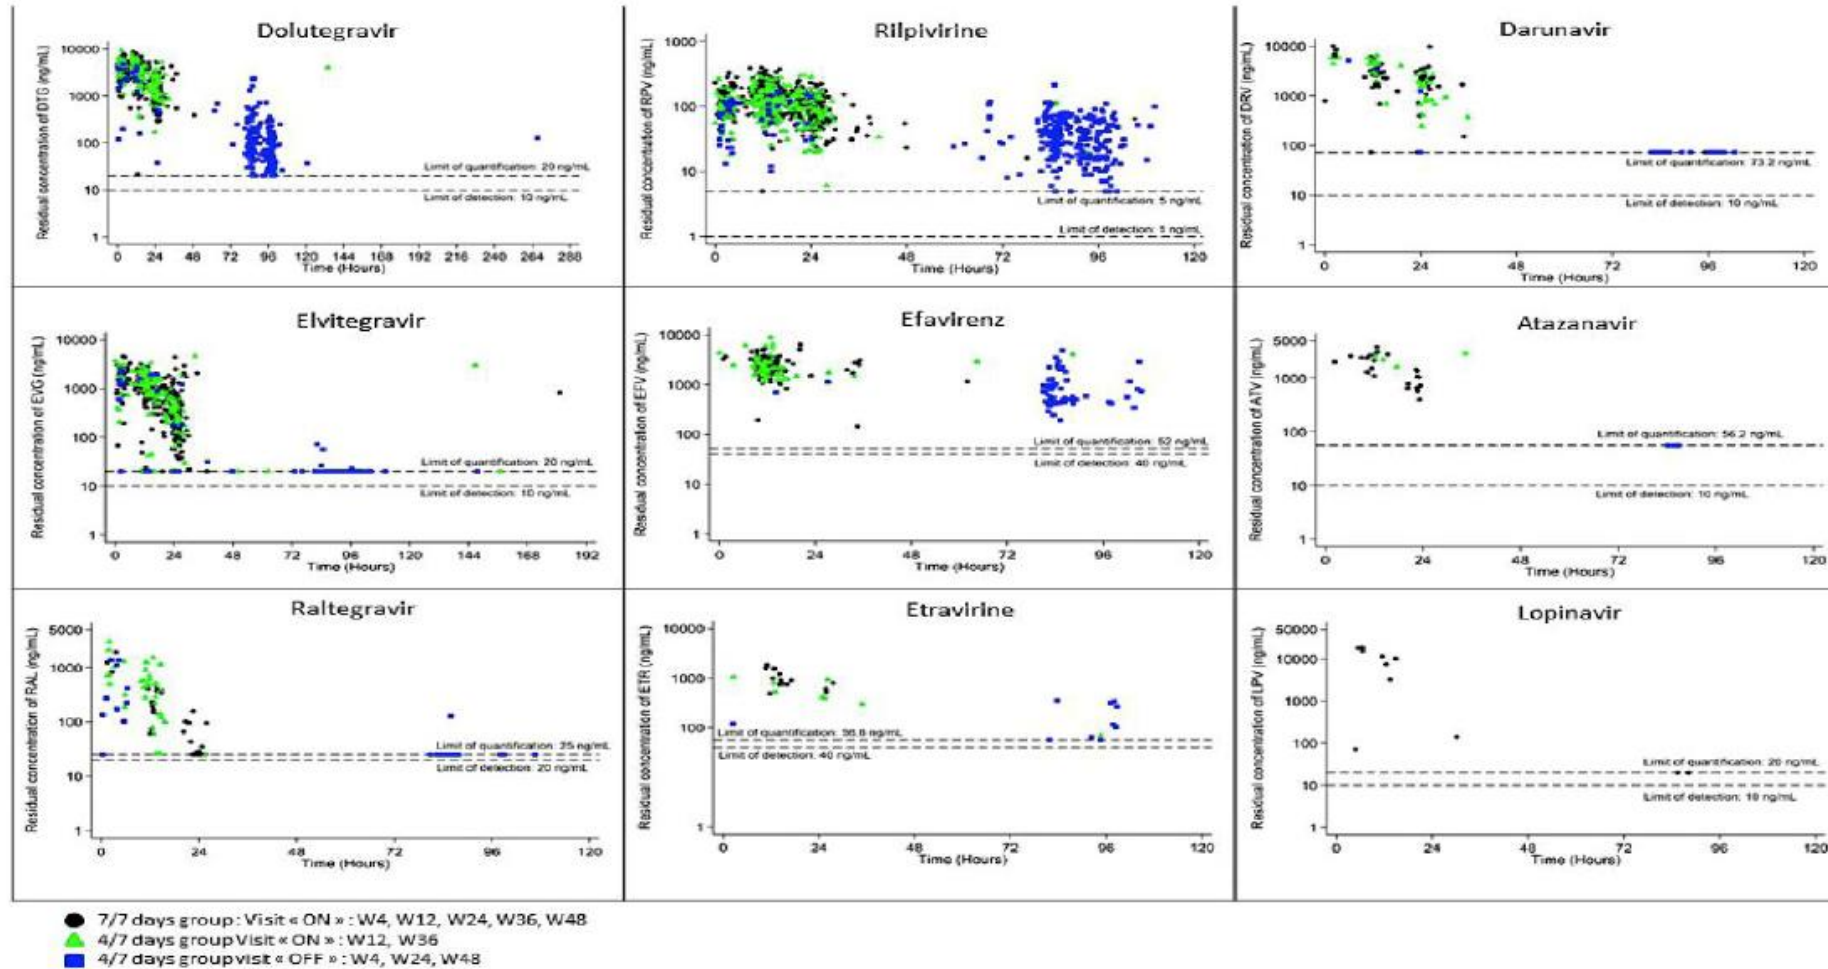 Dolutegravir
Residual concentration of DTG (ng/mL)
10000
1000
100
10
1
Limit of quantification: 20 ng/mL
Limit of detection: 10 ng/mL
0 24 48 72 96 120 144 168 192 216 240 264 288
Time (Hours)
Rilpivirine
Residual concentration of RPV (ng/mL)
1000
100
10
1
Limit of quantification: 5 ng/mL
Limit of detection: 1 ng/mL
0 24 48 72 96 120
Time (Hours)
Darunavir
Residual concentration of DRV (ng/mL)
10000
1000
100
10
1
Limit of quantification: 73.2 ng/mL
Limit of detection: 10 ng/mL
0 24 48 72 96 120
Time (Hours)
Elvitegravir
Residual concentration of EVG (ng/mL)
10000
1000
100
10
1
Limit of quantification: 20 ng/mL
Limit of detection: 10 ng/mL
0 24 48 72 96 120 144 168 192
Time (Hours)
Efavirenz
Residual concentration of EFV (ng/mL)
10000
1000
100
10
1
Limit of quantification: 52 ng/mL
Limit of detection: 40 ng/mL
0 24 48 72 96 120
Time (Hours)
Atazanavir
Residual concentration of ATV (ng/mL)
5000
1000
100
10
1
Limit of quantification: 56.2 ng/mL
Limit of detection: 10 ng/mL
0 24 48 72 96 120
Time (Hours)
Raltegravir
Residual concentration of RAL (ng/mL)
5000
1000
100
10
1
Limit of quantification: 25 ng/mL
Limit of detection: 20 ng/mL
0 24 48 72 96 120
Time (Hours)
Etravirine
Residual concentration of ETR (ng/mL)
10000
1000
100
1
Limit of quantification: ng/mL
Limit of detection: 40 ng/mL
0 24 48 72 96 120
Time (Hours)
Lopinavir
Residual concentration of LPV (ng/mL)
50000
10000
1000
100
10
1
Limit of quantification: 20 ng/mL
Limit of detection: 10 ng/mL
0 24 48 72 96 120
Time (Hours)
7/7 days group: Visit « ON » : W4, W12, W24, W36, W48
4/7 days group Visit « ON » : W12, W36
4/7 days group visit « OFF » : W4, W24, W48